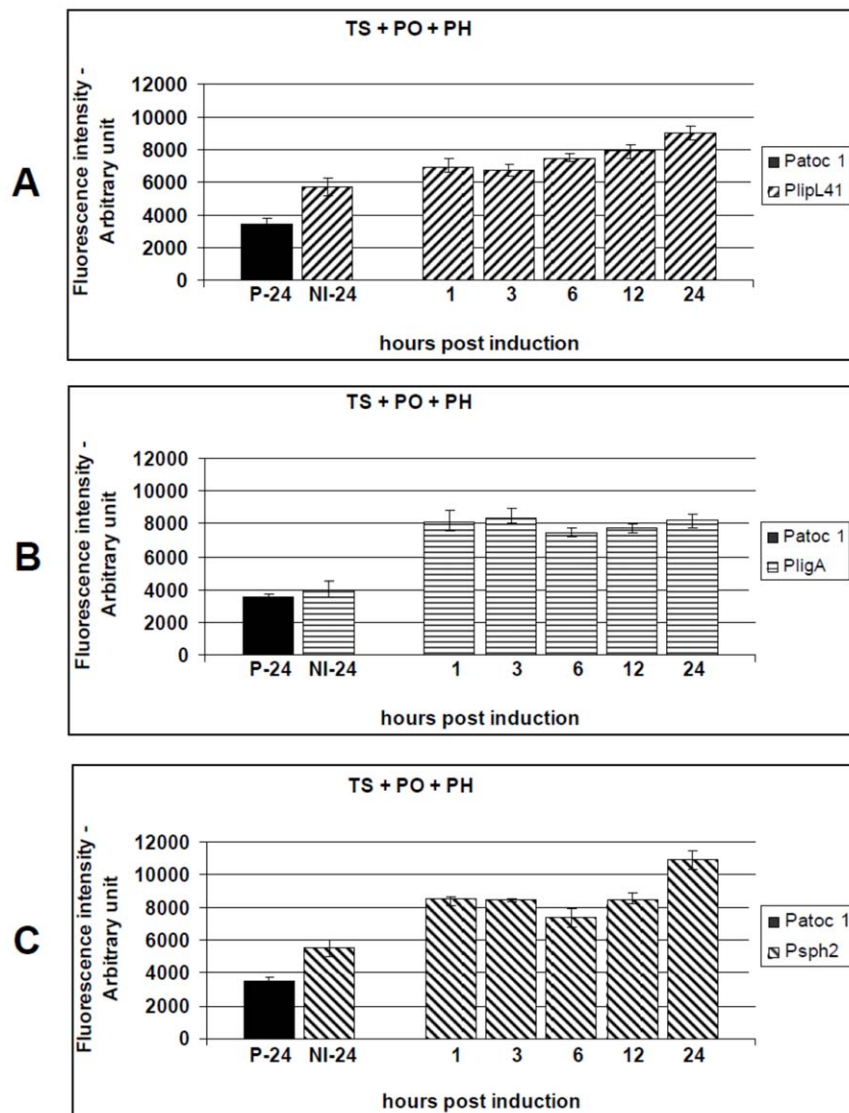 A
TS + PO + PH
Fluorescence intensity -
Arbitrary unit
12000
10000
8000
6000
4000
2000
0
P-24 NI-24 1 3 6 12 24
hours post induction
Patoc 1
PlipL41
B
TS + PO + PH
Fluorescence intensity -
Arbitrary unit
12000
10000
8000
6000
4000
2000
0
P-24 NI-24 1 3 6 12 24
hours post induction
Patoc 1
PligA
C
TS + PO + PH
Fluorescence intensity -
Arbitrary unit
12000
10000
8000
6000
4000
2000
0
P-24 NI-24 1 3 6 12 24
hours post induction
Patoc 1
Psph2